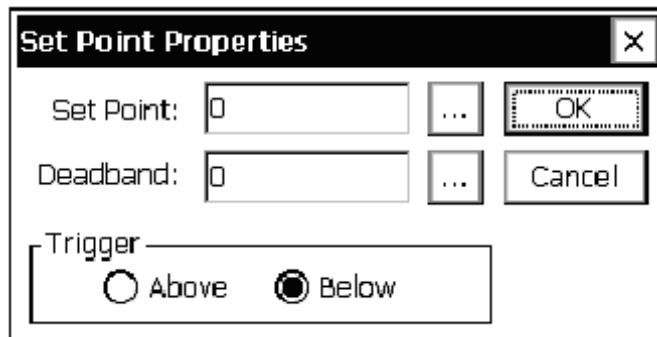 Set Point Properties
Set Point: 0 ... OK
Deadband: 0 ... Cancel
Trigger
Above Below